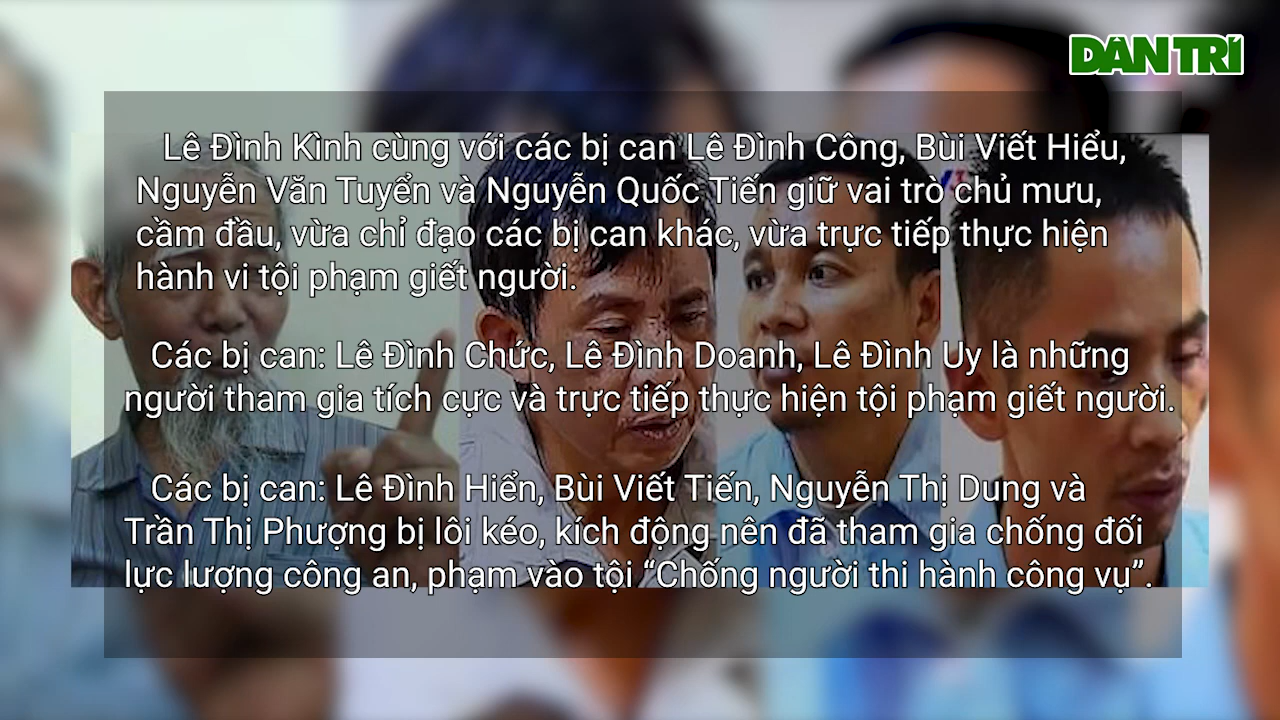 DÂN TRÍ
Lê Đình Kình cùng với các bị can Lê Đình Công, Bùi Viết Hiểu,
Nguyễn Văn Tuyển và Nguyễn Quốc Tiến giữ vai trò chủ mưu,
cầm đầu, vừa chỉ đạo các bị can khác, vừa trực tiếp thực hiện
hành vi tội phạm giết người.
Các bị can: Lê Đình Chức, Lê Đình Doanh, Lê Đình Uy là những
người tham gia tích cực và trực tiếp thực hiện tội phạm giết người.
Các bị can: Lê Đình Hiển, Bùi Viết Tiến, Nguyễn Thị Dung và
Trần Thị Phượng bị lôi kéo, kích động nên đã tham gia chống đối
lực lượng công an, phạm vào tội “Chống người thi hành công vụ”.